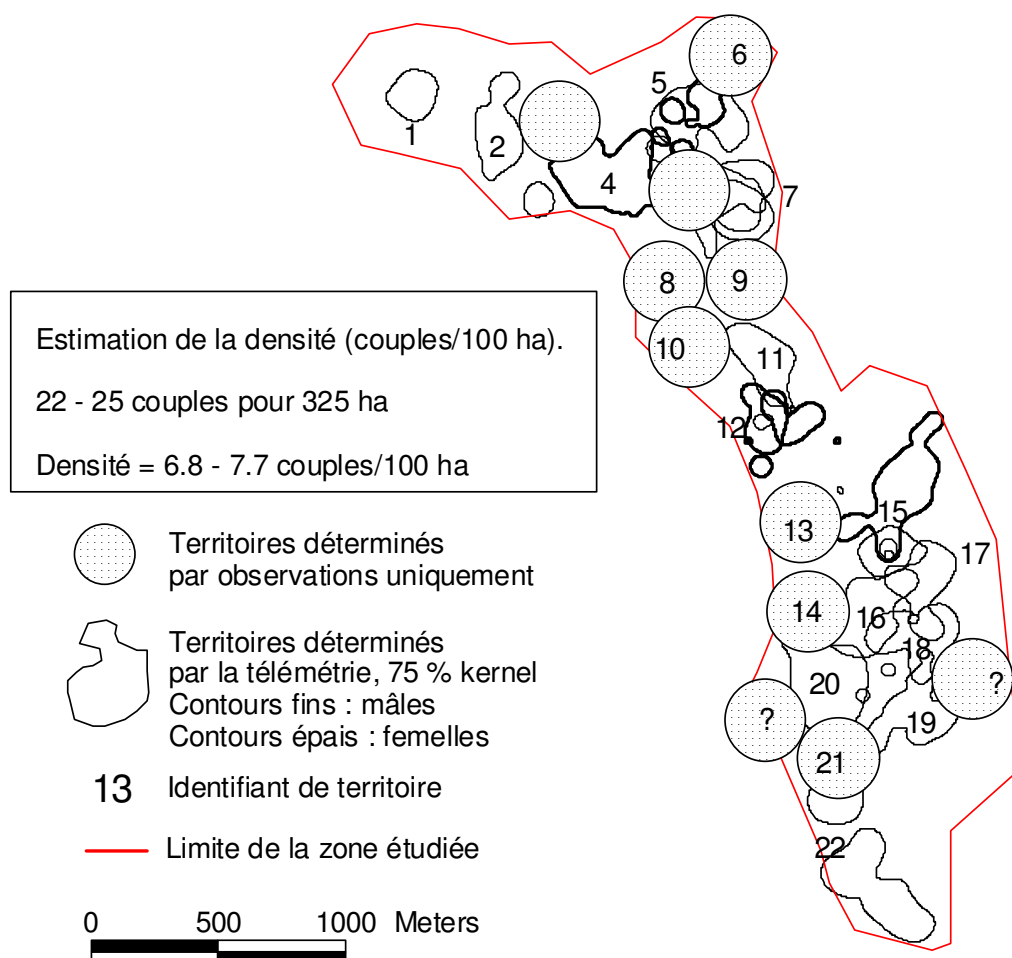 6
5
1
2
4
7
8
9
Estimation de la densité (couples/100 ha).
10
11
22 - 25 couples pour 325 ha
12
Densité = 6.8 - 7.7 couples/100 ha
13
15
17
Territoires déterminés
par observations uniquement
14
16
18
Territoires déterminés
par la télémétrie, 75 % kernel
Contours fins : mâles
Contours épais : femelles
20
?
?
19
21
13 Identifiant de territoire
Limite de la zone étudiée
22
0 500 1000 Meters